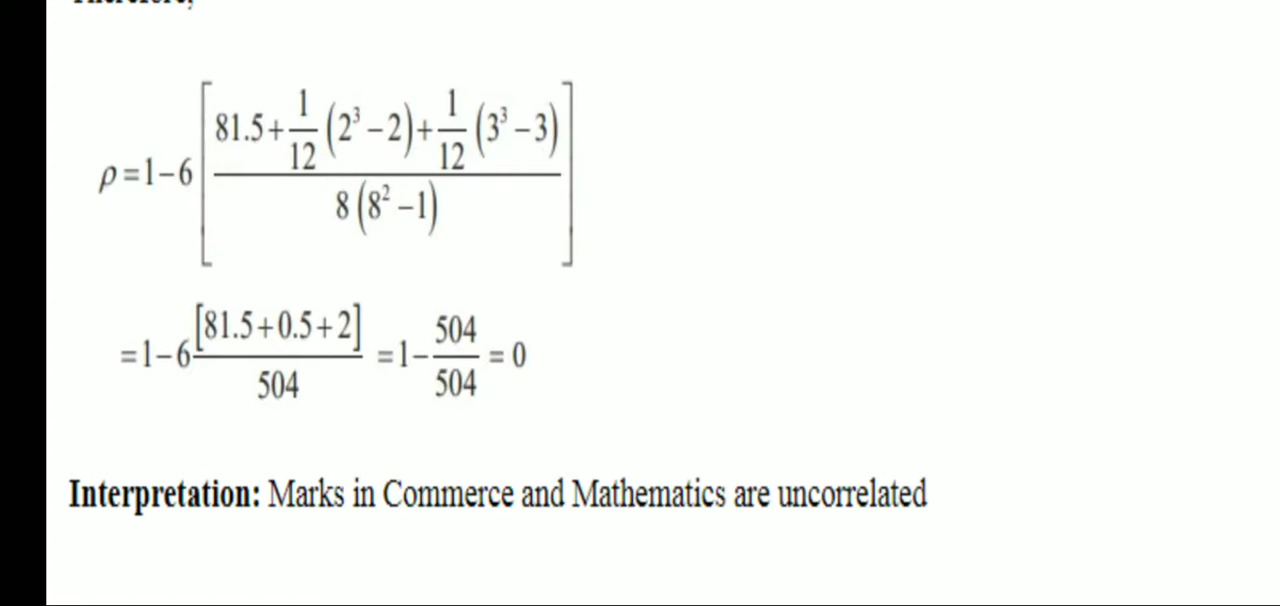 Therefore,
ρ=1−6[(81.5+1/12(2³−2)+1/12(3³−3))/(8(8²−1))]
=1−6[81.5+0.5+2]/504=1−504/504=0
Interpretation: Marks in Commerce and Mathematics are uncorrelated